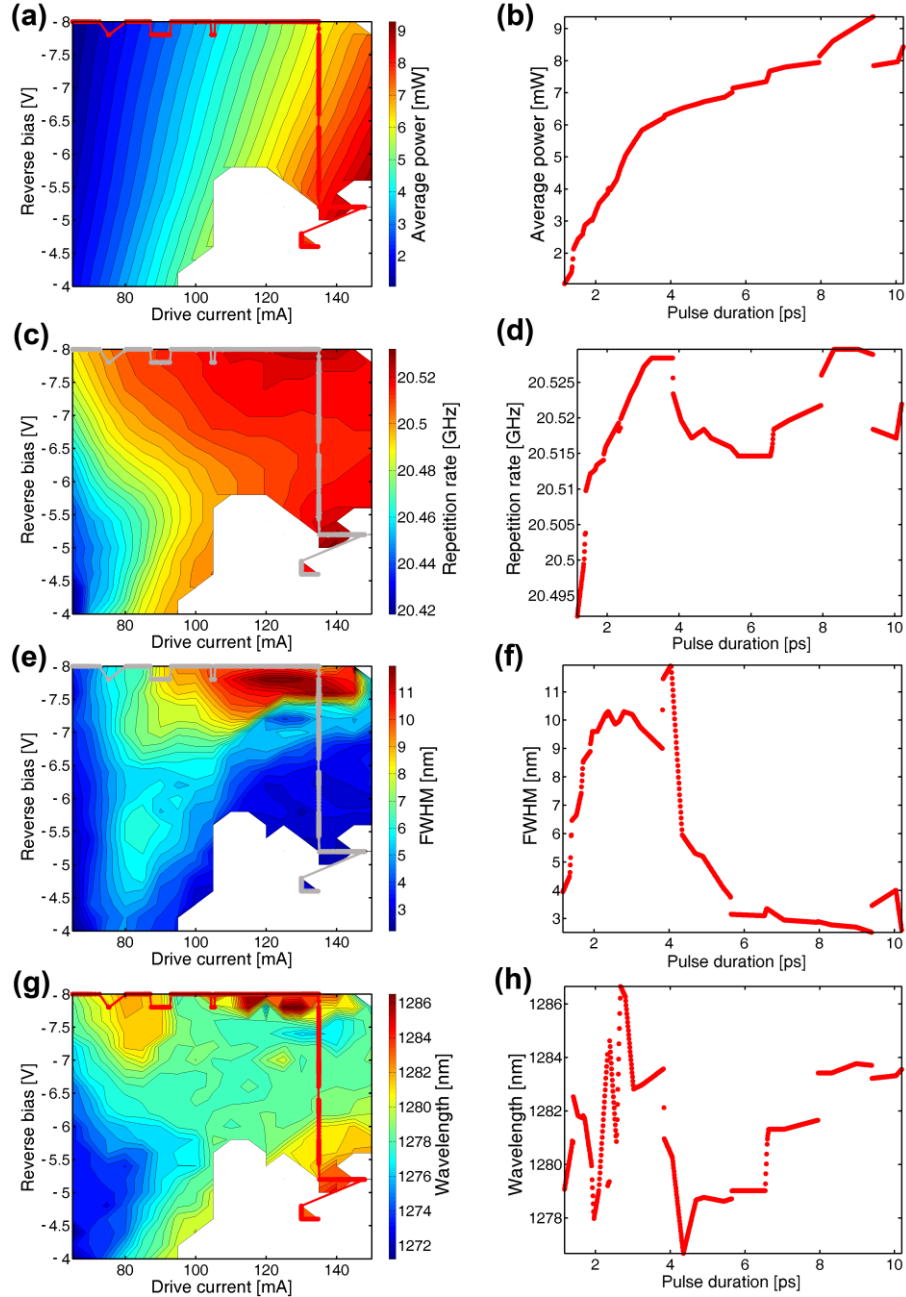 (a)
- 8
- 7.5
- 7
- 6.5
- 6
- 5.5
- 5
- 4.5
- 4
Reverse bias [V]
80 100 120 140
Drive current [mA]
9
8
7
6
5
4
3
2
Average power [mW]
(b)
9
8
7
6
5
4
3
2
Average power [mW]
2 4 6 8 10
Pulse duration [ps]
(c)
- 8
- 7.5
- 7
- 6.5
- 6
- 5.5
- 5
- 4.5
- 4
Reverse bias [V]
80 100 120 140
Drive current [mA]
20.52
20.5
20.48
20.46
20.44
20.42
Repetition rate [GHz]
(d)
20.525
20.52
20.515
20.51
20.505
20.5
20.495
Repetition rate [GHz]
2 4 6 8 10
Pulse duration [ps]
(e)
- 8
- 7.5
- 7
- 6.5
- 6
- 5.5
- 5
- 4.5
- 4
Reverse bias [V]
80 100 120 140
Drive current [mA]
11
10
9
8
7
6
5
4
3
FWHM [nm]
(f)
11
10
9
8
7
6
5
4
3
FWHM [nm]
2 4 6 8 10
Pulse duration [ps]
(g)
- 8
- 7.5
- 7
- 6.5
- 6
- 5.5
- 5
- 4.5
- 4
Reverse bias [V]
80 100 120 140
Drive current [mA]
1286
1284
1282
1280
1278
1276
1274
1272
Wavelength [nm]
(h)
1286
1284
1282
1280
1278
Wavelength [nm]
2 4 6 8 10
Pulse duration [ps]